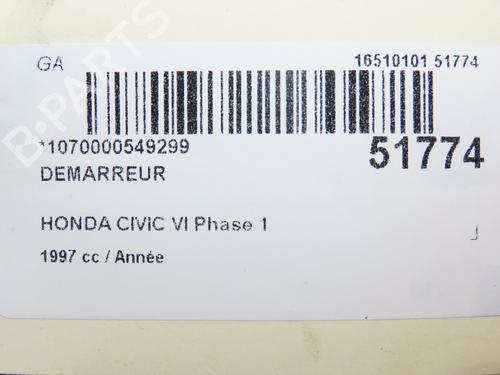 GA 16510101 51774
*1070000549299 51774
DEMARREUR
HONDA CIVIC VI Phase 1
1997 cc / Année
B-PARTS